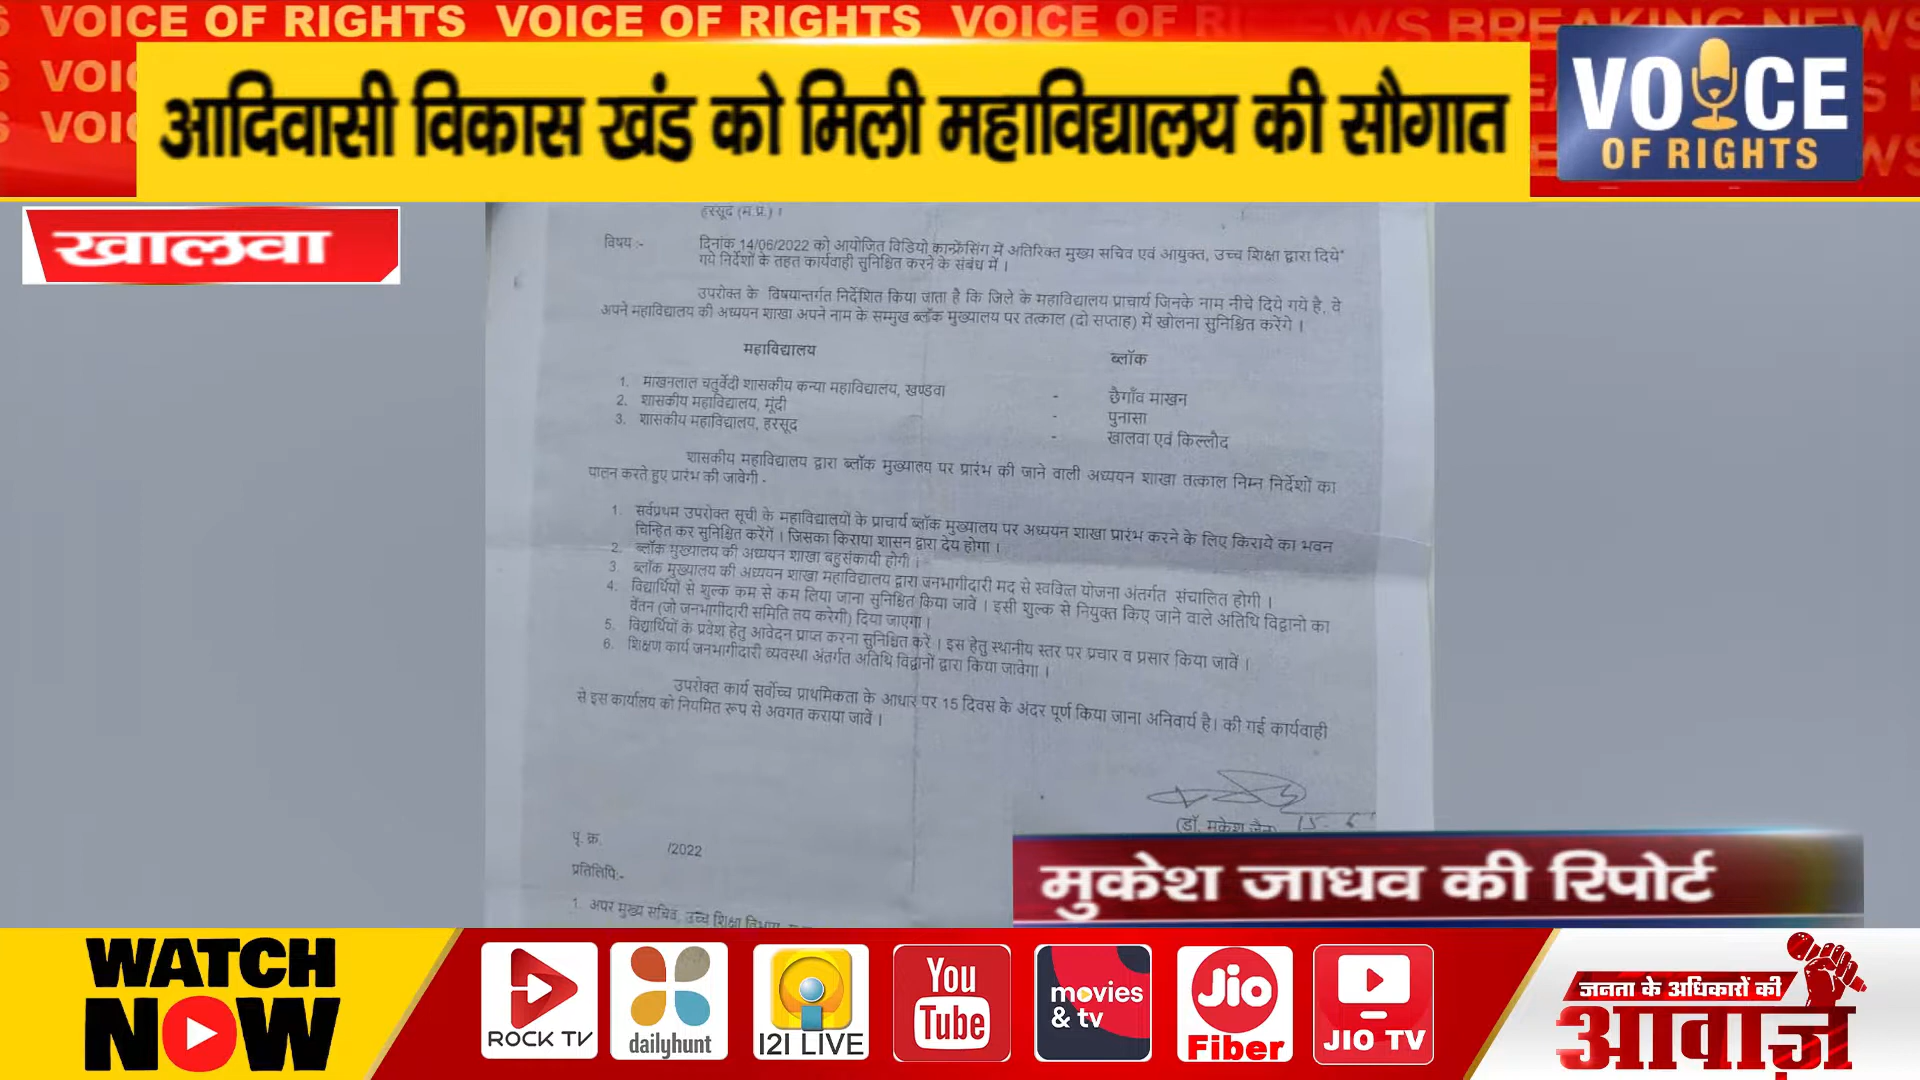 VOICE OF RIGHTS VOICE OF RIGHTS VOICE OF RI
WS BREAKING NEWS
आदिवासी विकास खंड को मिली महाविद्यालय की सौगात
VOICE
OF RIGHTS
खालवा
हरसूद (म.प्र.) ।
विषय :- दिनांक 14/06/2022 को आयोजित विडियो कान्फ्रेंसिंग में अतिरिक्त मुख्य सचिव एवं आयुक्त, उच्च शिक्षा द्वारा दिये
गये निर्देशों के तहत कार्यवाही सुनिश्चित करने के संबंध में ।
उपरोक्त के विषयान्तर्गत निर्देशित किया जाता है कि जिले के महाविद्यालय प्राचार्य जिनके नाम नीचे दिये गये है, वे
अपने महाविद्यालय की अध्ययन शाखा अपने नाम के सम्मुख ब्लॉक मुख्यालय पर तत्काल (दो सप्ताह) में खोलना सुनिश्चित करेंगे ।
महाविद्यालय ब्लॉक
1. माखनलाल चतुर्वेदी शासकीय कन्या महाविद्यालय, खण्डवा - छैगाँव माखन
2. शासकीय महाविद्यालय, मूंदी - पुनासा
3. शासकीय महाविद्यालय, हरसूद - खालवा एवं किल्लौद
शासकीय महाविद्यालय द्वारा ब्लॉक मुख्यालय पर प्रारंभ की जाने वाली अध्ययन शाखा तत्काल निम्न निर्देशों का
पालन करते हुए प्रारंभ की जावेगी -
1. सर्वप्रथम उपरोक्त सूची के महाविद्यालयों के प्राचार्य ब्लॉक मुख्यालय पर अध्ययन शाखा प्रारंभ करने के लिए किराये का भवन
चिन्हित कर सुनिश्चित करेंगें । जिसका किराया शासन द्वारा देय होगा ।
2. ब्लॉक मुख्यालय की अध्ययन शाखा बहुसंकायी होगी ।
3. ब्लॉक मुख्यालय की अध्ययन शाखा महाविद्यालय द्वारा जनभागीदारी मद से स्ववित्त योजना अंतर्गत संचालित होगी ।
4. विद्यार्थियों से शुल्क कम से कम लिया जाना सुनिश्चित किया जावें । इसी शुल्क से नियुक्त किए जाने वाले अतिथि विद्वानो का
वेंतन (जो जनभागीदारी समिति तय करेगी) दिया जाएगा ।
5. विद्यार्थियों के प्रवेश हेतु आवेदन प्राप्त करना सुनिश्चित करें । इस हेतु स्थानीय स्तर पर प्रचार व प्रसार किया जावें ।
6. शिक्षण कार्य जनभागीदारी व्यवस्था अंतर्गत अतिथि विद्वानों द्वारा किया जावेगा ।
उपरोक्त कार्य सर्वोच्च प्राथमिकता के आधार पर 15 दिवस के अंदर पूर्ण किया जाना अनिवार्य है। की गई कार्यवाही
से इस कार्यालय को नियमित रूप से अवगत कराया जावें ।
(डॉ. मुकेश जैन)
पृ. क्र. /2022
प्रतिलिपि:-
1. अपर मुख्य सचिव, उच्च शिक्षा विभाग,
मुकेश जाधव की रिपोर्ट
WATCH
NOW
ROCK TV
dailyhunt
I2I LIVE
You
Tube
movies
& tv
Jio
Fiber
JIO TV
जनता के अधिकारों की
आवाज़